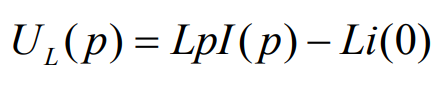 U_L(p) = LpI(p) − Li(0)